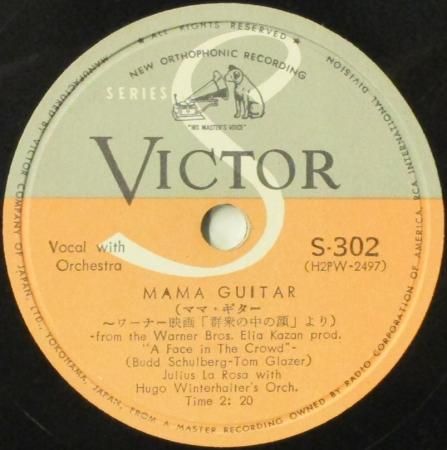 ★ ALL RIGHTS RESERVED ★
NEW ORTHOPHONIC RECORDING
SERIES
S
"HIS MASTER'S VOICE"
VICTOR
Vocal with
Orchestra
S-302
(H2PW-2497)
MAMA GUITAR
(ママ・ギター
〜ワーナー映画「群衆の中の顔」より)
-from the Warner Bros. Elia Kazan prod.
"A Face in The Crowd"-
(Budd Schulberg-Tom Glazer)
Julius La Rosa with
Hugo Winterhalter's Orch.
Time 2: 20
MANUFACTURED BY VICTOR COMPANY OF JAPAN, LTD., YOKOHAMA, JAPAN, FROM A MASTER RECORDING OWNED BY RADIO CORPORATION OF AMERICA, RCA INTERNATIONAL DIVISION